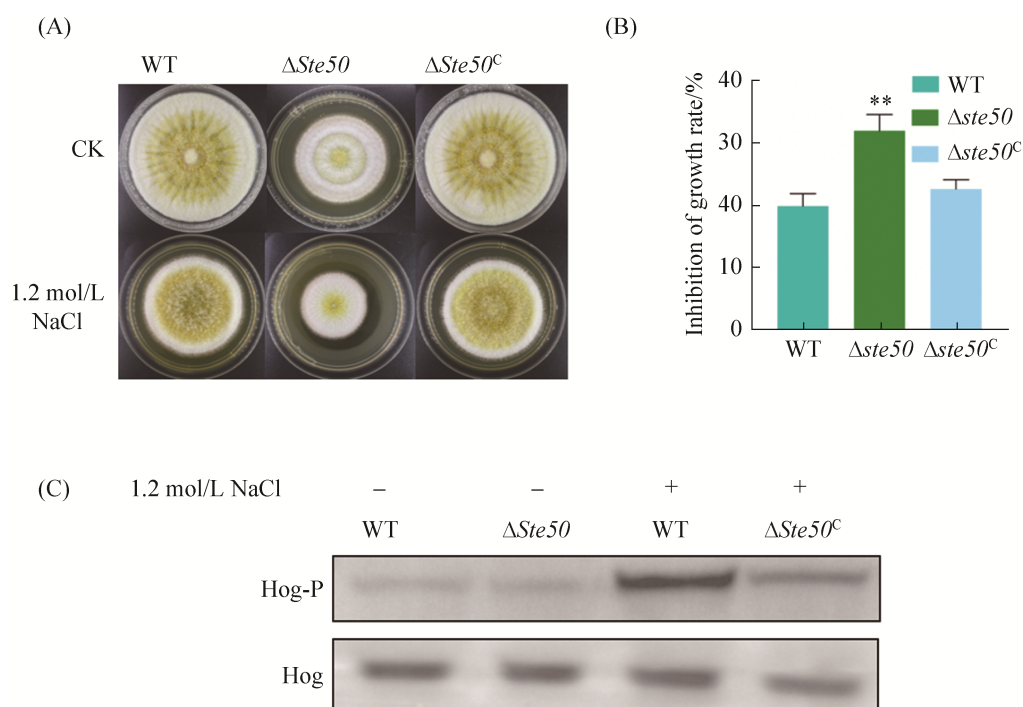 (A)
WT ΔSte50 ΔSte50ᶜ
CK
1.2 mol/L
NaCl
(B)
Inhibition of growth rate/%
40
30
40
10
0
**
WT
Δste50
Δste50ᶜ
WT Δste50 Δste50ᶜ
(C) 1.2 mol/L NaCl – – + +
WT ΔSte50 WT ΔSte50ᶜ
Hog-P
Hog